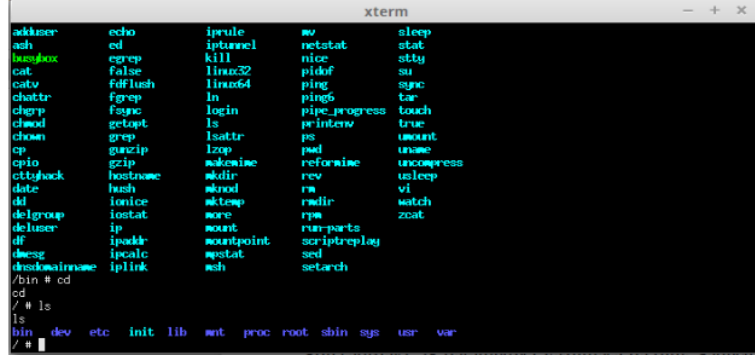 xterm
adduser echo iprule mv sleep
ash ed iptunnel netstat stat
busybox egrep kill nice stty
cat false linux32 pidof su
catv fdflush linux64 ping sync
chattr fgrep ln ping6 tar
chgrp fsync login pipe_progress touch
chmod getopt ls printenv true
chown grep lsattr ps umount
cp gunzip lzop pwd uname
cpio gzip makemime reformime uncompress
cttyhack hostname mkdir rev usleep
date hush mknod rm vi
dd ionice mktemp rmdir watch
delgroup iostat more rpm zcat
deluser ip mount run-parts
df ipaddr mountpoint scriptreplay
dmesg ipcalc mpstat sed
dnsdomainname iplink msh setarch
/bin # cd
cd
/ # ls
ls
bin dev etc init lib mnt proc root sbin sys usr var
/ #